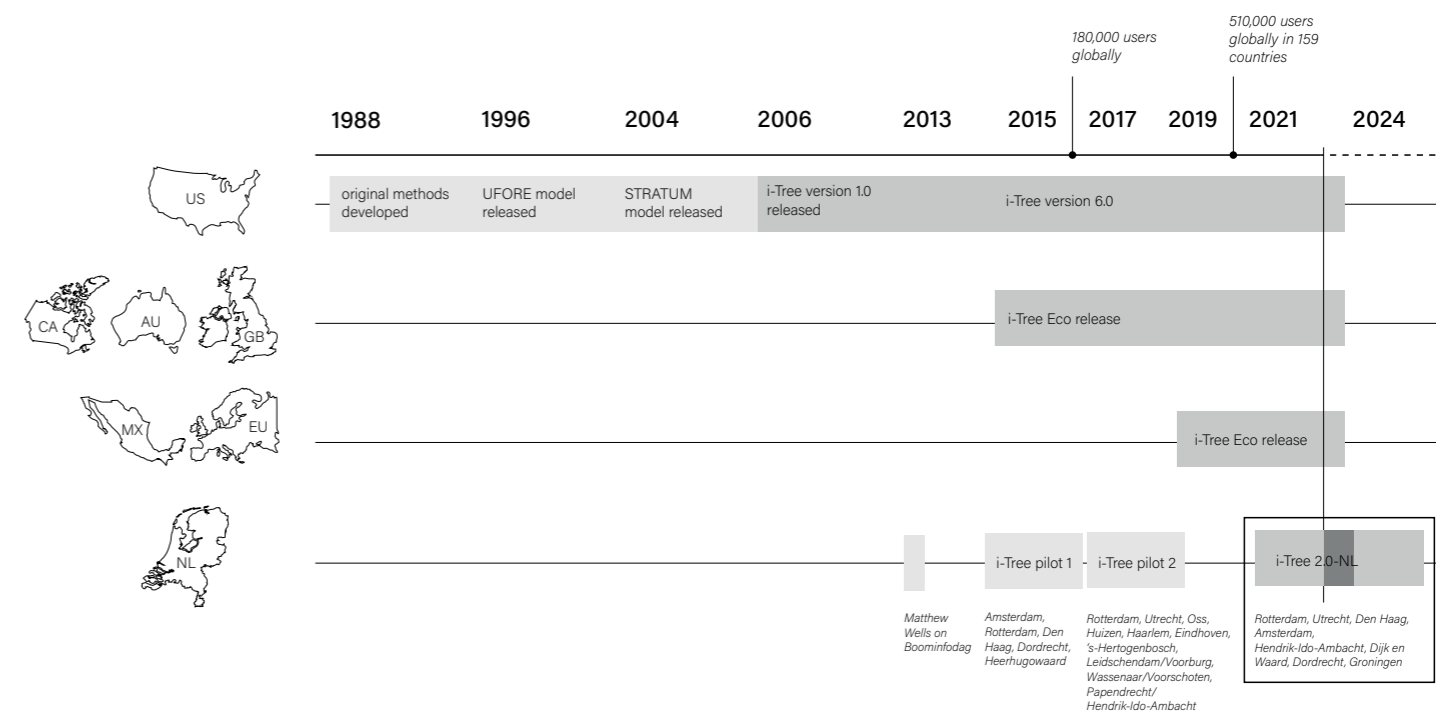 180,000 users
globally
510,000 users
globally in 159
countries
1988
1996
2004
2006
2013
2015
2017
2019
2021
2024
US
original methods
developed
UFORE model
released
STRATUM
model released
i-Tree version 1.0
released
i-Tree version 6.0
CA
AU
GB
i-Tree Eco release
MX
EU
i-Tree Eco release
NL
i-Tree pilot 1
i-Tree pilot 2
i-Tree 2.0-NL
Matthew
Wells on
Boominfodag
Amsterdam,
Rotterdam, Den
Haag, Dordrecht,
Heerhugowaard
Rotterdam, Utrecht, Oss,
Huizen, Haarlem, Eindhoven,
's-Hertogenbosch,
Leidschendam/Voorburg,
Wassenaar/Voorschoten,
Papendrecht/
Hendrik-Ido-Ambacht
Rotterdam, Utrecht, Den Haag,
Amsterdam,
Hendrik-Ido-Ambacht, Dijk en
Waard, Dordrecht, Groningen